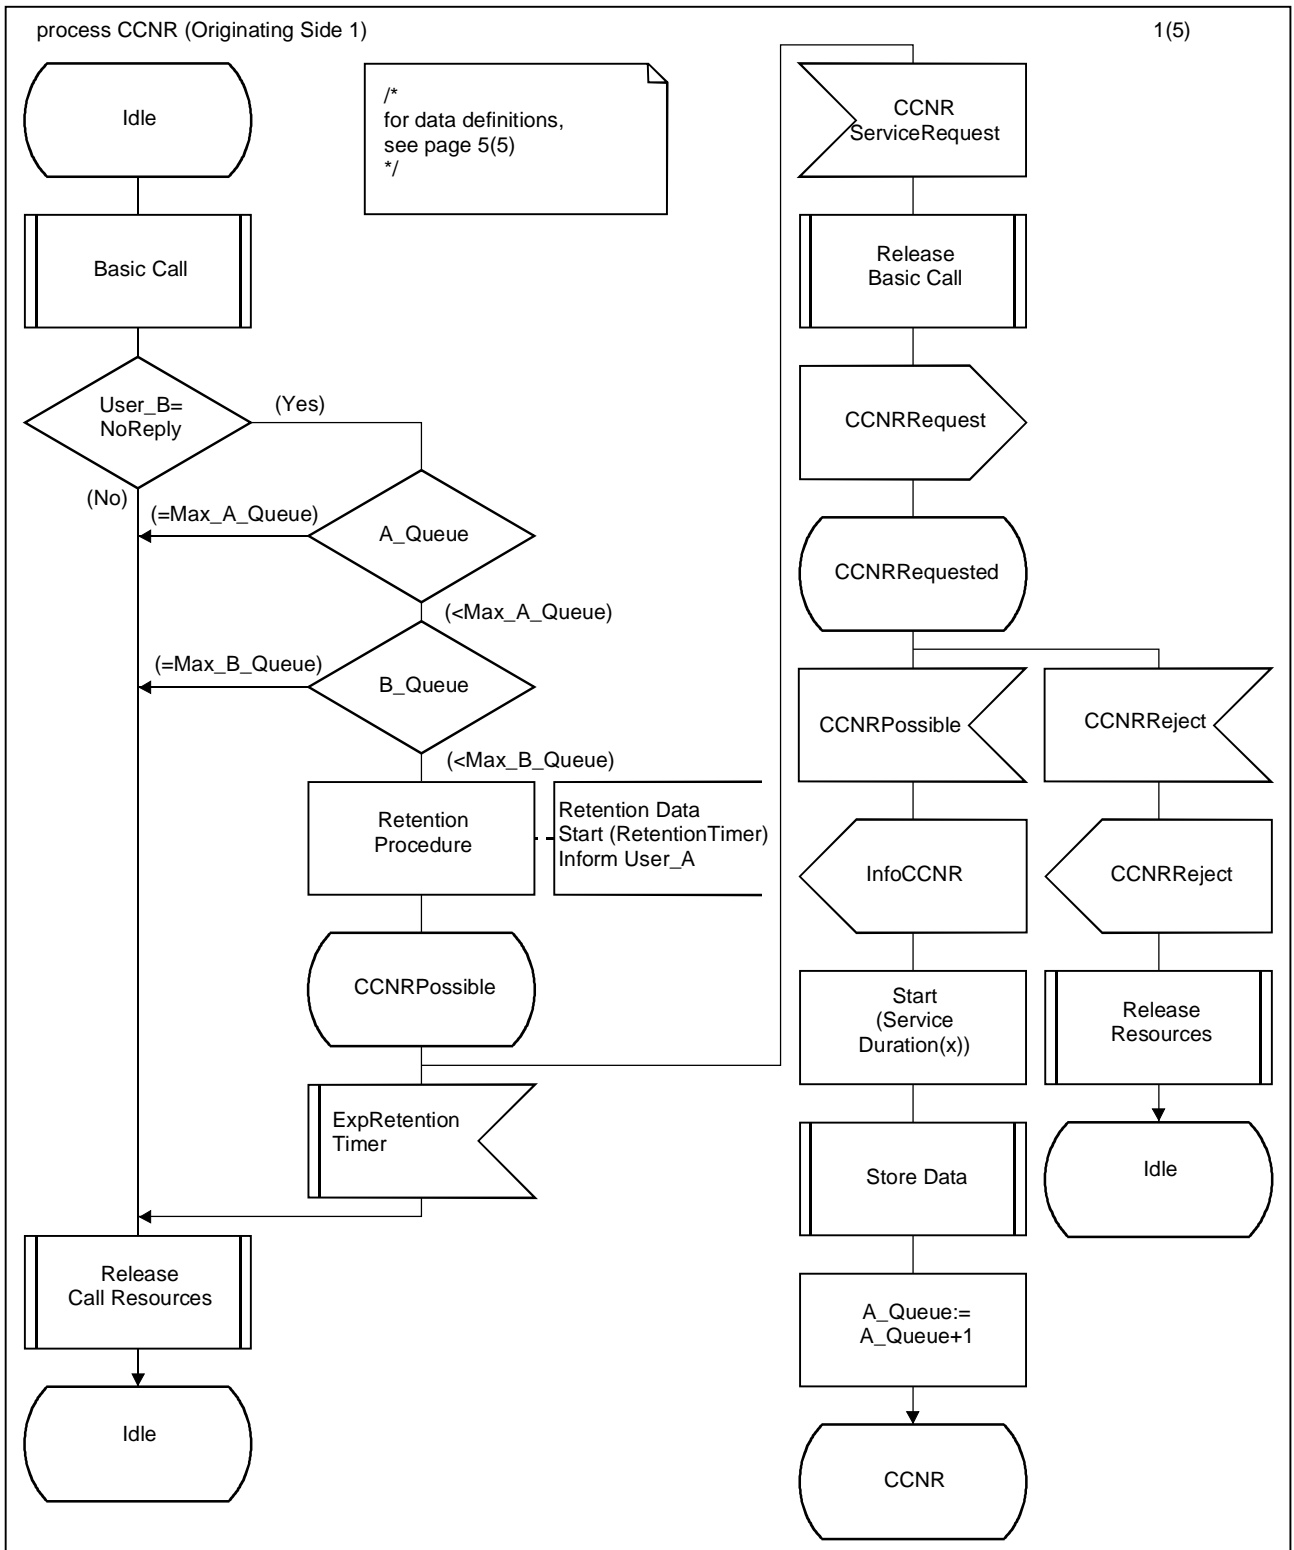 process CCNR (Originating Side 1)
1(5)
Idle
/*
for data definitions,
see page 5(5)
*/
Basic Call
User_B=
NoReply
(Yes)
(No)
(=Max_A_Queue)
A_Queue
(<Max_A_Queue)
(=Max_B_Queue)
B_Queue
(<Max_B_Queue)
Retention
Procedure
Retention Data
Start (RetentionTimer)
Inform User_A
CCNRPossible
ExpRetention
Timer
Release
Call Resources
Idle
CCNR
ServiceRequest
Release
Basic Call
CCNRRequest
CCNRRequested
CCNRPossible
InfoCCNR
Start
(Service
Duration(x))
Store Data
A_Queue:=
A_Queue+1
CCNR
CCNRReject
CCNRReject
Release
Resources
Idle